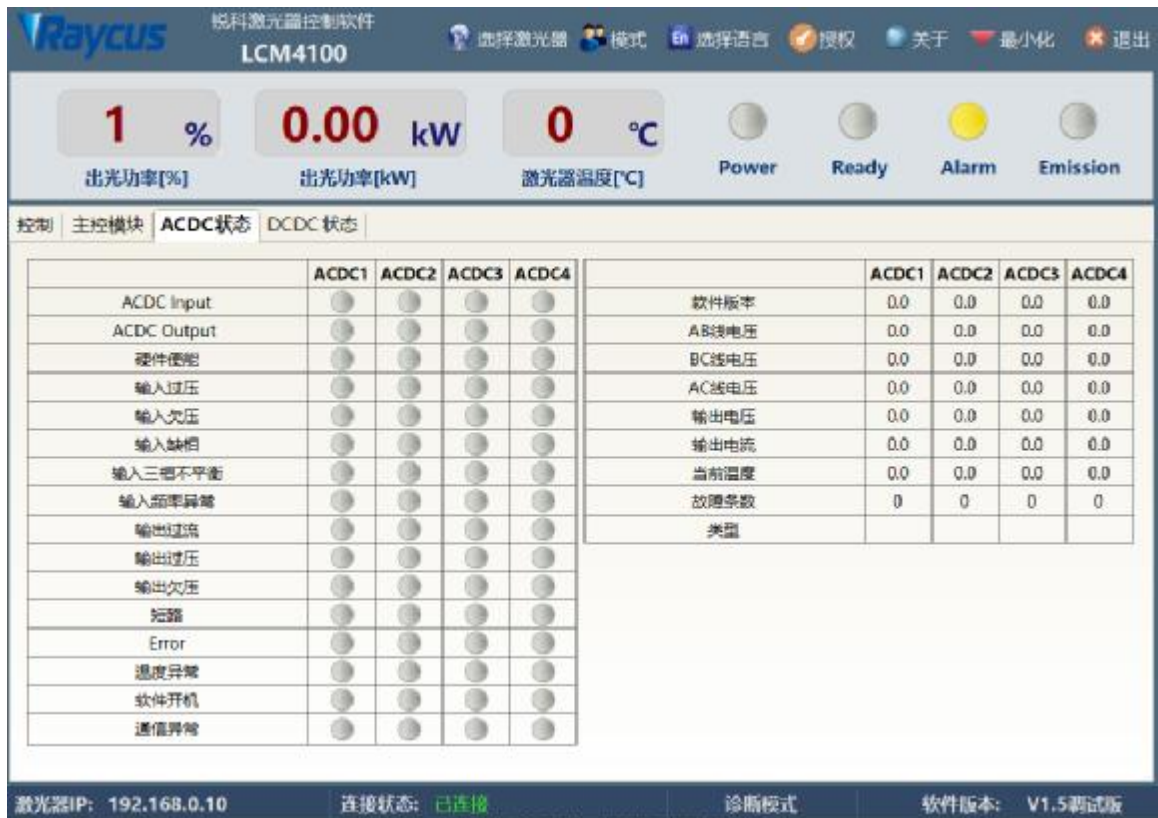 Raycus
锐科激光器控制软件
LCM4100
选择激光器 模式 En 选择语言 授权 关于 最小化 退出
1 % 0.00 kW 0 ℃
出光功率[%] 出光功率[kW] 激光器温度[℃] Power Ready Alarm Emission
控制 主控模块 ACDC状态 DCDC 状态
ACDC1 ACDC2 ACDC3 ACDC4
ACDC Input
ACDC Output
硬件使能
输入过压
输入欠压
输入缺相
输入三相不平衡
输入频率异常
输出过流
输出过压
输出欠压
短路
Error
温度异常
软件开机
通信异常
ACDC1 ACDC2 ACDC3 ACDC4
软件版本 0.0 0.0 0.0 0.0
AB线电压 0.0 0.0 0.0 0.0
BC线电压 0.0 0.0 0.0 0.0
AC线电压 0.0 0.0 0.0 0.0
输出电压 0.0 0.0 0.0 0.0
输出电流 0.0 0.0 0.0 0.0
当前温度 0.0 0.0 0.0 0.0
故障条数 0 0 0 0
类型
激光器IP: 192.168.0.10 连接状态: 已连接 诊断模式 软件版本: V1.5调试版